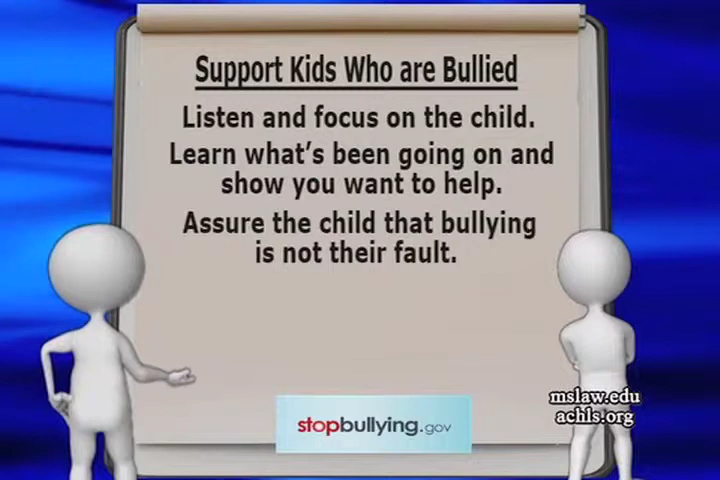 Support Kids Who are Bullied
Listen and focus on the child.
Learn what's been going on and
show you want to help.
Assure the child that bullying
is not their fault.
stopbullying.gov
mslaw.edu
achls.org